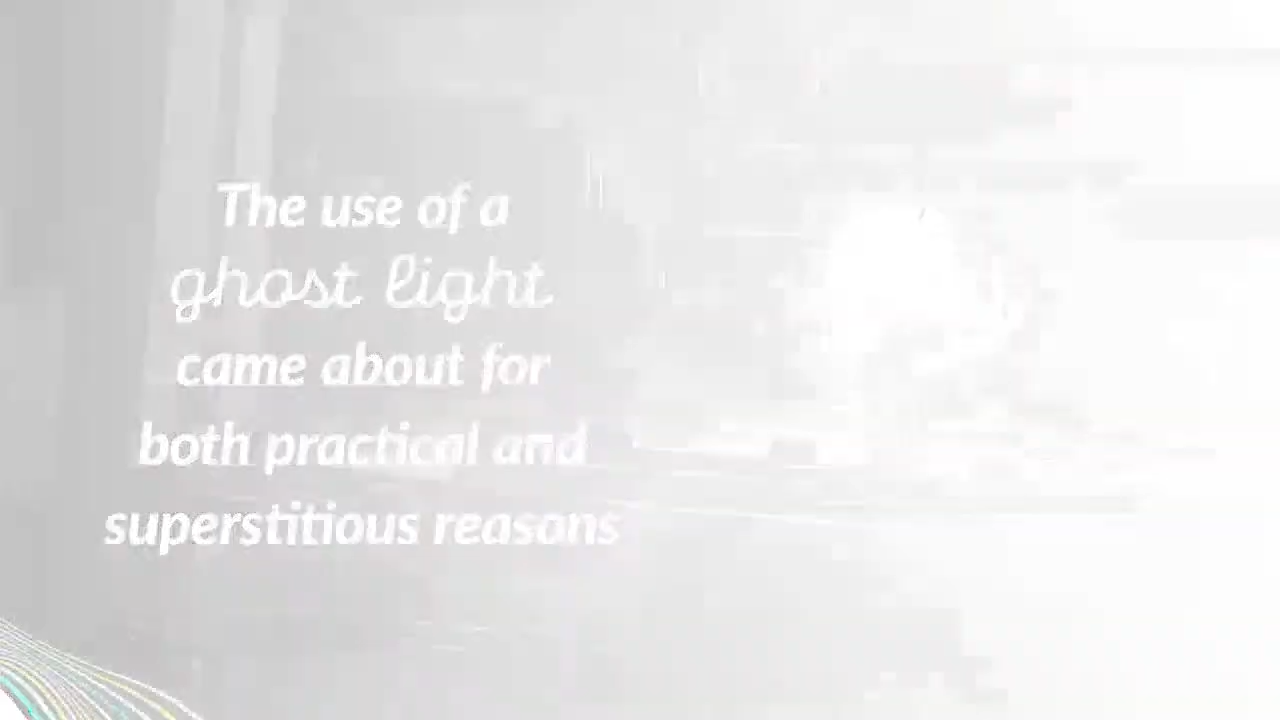 The use of a
ghost light
came about for
both practical and
superstitious reasons